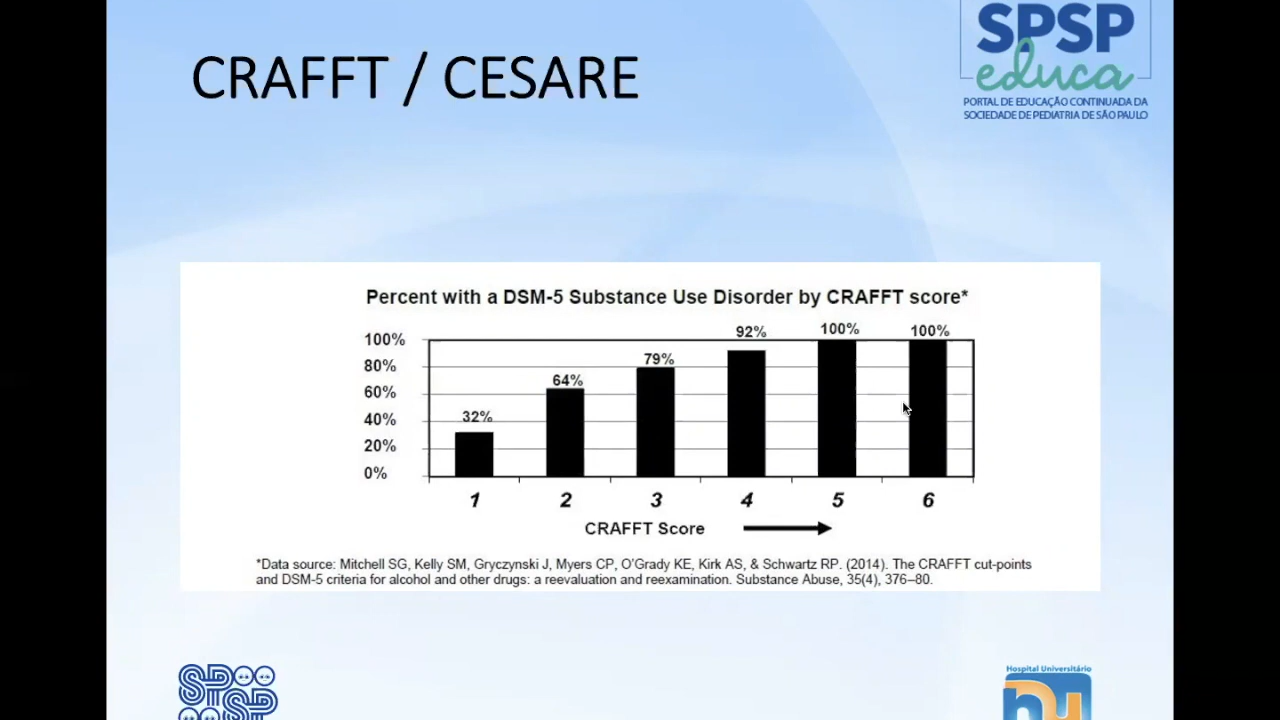 CRAFFT / CESARE
SPSP
educa
PORTAL DE EDUCAÇÃO CONTINUADA DA
SOCIEDADE DE PEDIATRIA DE SÃO PAULO
Percent with a DSM-5 Substance Use Disorder by CRAFFT score*
100%
80%
60%
40%
20%
0%
32%
64%
79%
92%
100%
100%
1 2 3 4 5 6
CRAFFT Score
*Data source: Mitchell SG, Kelly SM, Gryczynski J, Myers CP, O'Grady KE, Kirk AS, & Schwartz RP. (2014). The CRAFFT cut-points
and DSM-5 criteria for alcohol and other drugs: a reevaluation and reexamination. Substance Abuse, 35(4), 376–80.
SP
SP
Hospital Universitário
hu